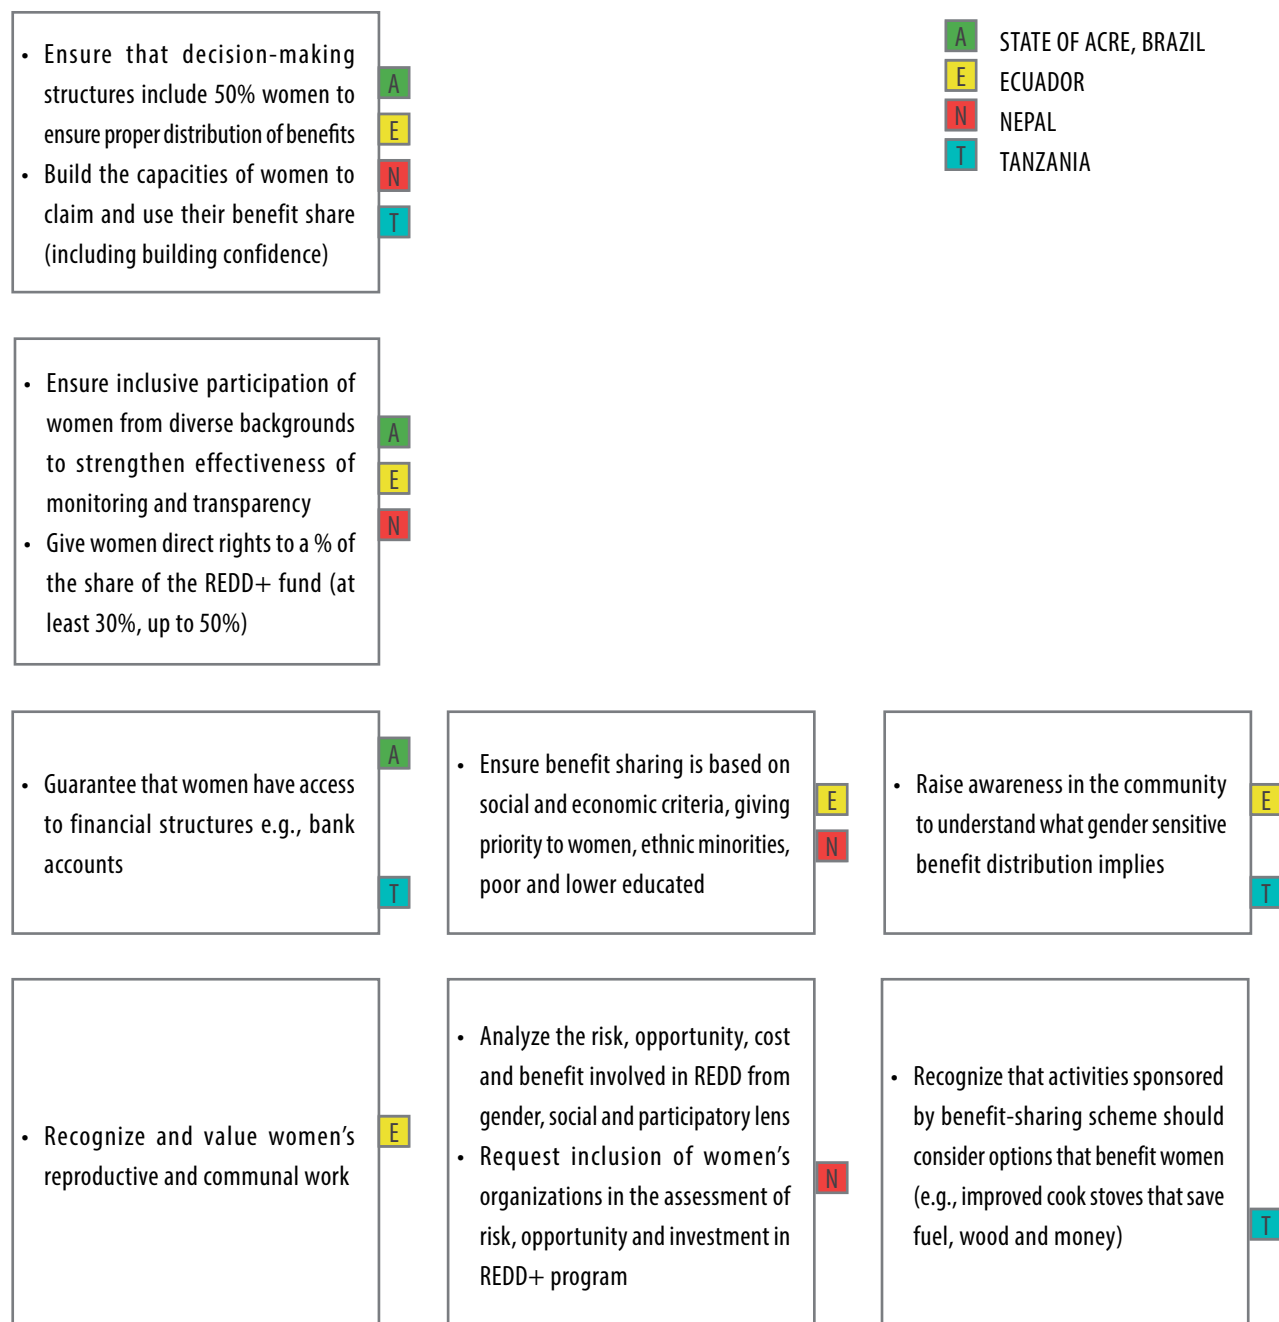 • Ensure that decision-making
structures include 50% women to
ensure proper distribution of benefits
• Build the capacities of women to
claim and use their benefit share
(including building confidence)
A
E
N
T
A STATE OF ACRE, BRAZIL
E ECUADOR
N NEPAL
T TANZANIA
• Ensure inclusive participation of
women from diverse backgrounds
to strengthen effectiveness of
monitoring and transparency
• Give women direct rights to a % of
the share of the REDD+ fund (at
least 30%, up to 50%)
A
E
N
• Guarantee that women have access
to financial structures e.g., bank
accounts
A
T
• Ensure benefit sharing is based on
social and economic criteria, giving
priority to women, ethnic minorities,
poor and lower educated
E
N
• Raise awareness in the community
to understand what gender sensitive
benefit distribution implies
E
T
• Recognize and value women's
reproductive and communal work
E
• Analyze the risk, opportunity, cost
and benefit involved in REDD from
gender, social and participatory lens
• Request inclusion of women's
organizations in the assessment of
risk, opportunity and investment in
REDD+ program
N
• Recognize that activities sponsored
by benefit-sharing scheme should
consider options that benefit women
(e.g., improved cook stoves that save
fuel, wood and money)
T